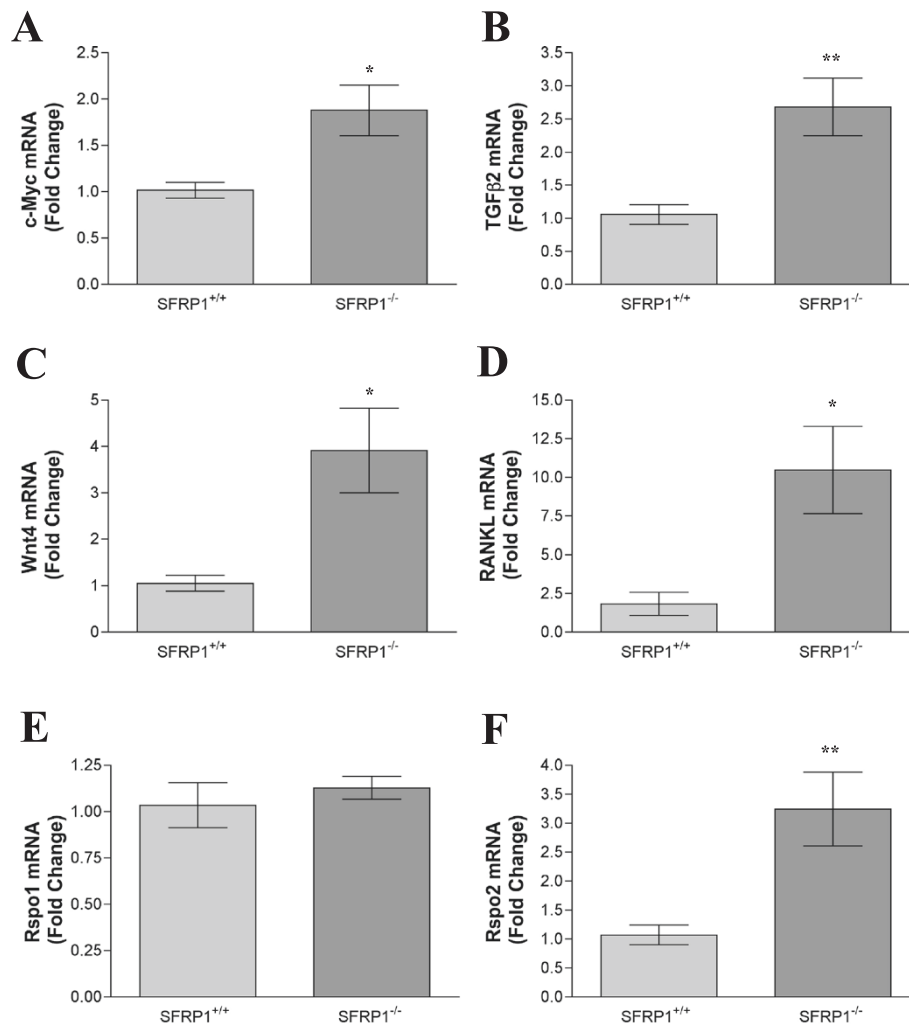 A
c-Myc mRNA
(Fold Change)
2.5
2.0
1.5
1.0
0.5
0.0
*
SFRP1+/+
SFRP1-/-
B
TGFβ2 mRNA
(Fold Change)
3.5
3.0
2.5
2.0
1.5
1.0
0.5
0.0
**
SFRP1+/+
SFRP1-/-
C
Wnt4 mRNA
(Fold Change)
5
4
3
2
1
0
*
SFRP1+/+
SFRP1-/-
D
RANKL mRNA
(Fold Change)
15.0
12.5
10.0
7.5
5.0
2.5
0.0
*
SFRP1+/+
SFRP1-/-
E
Rspo1 mRNA
(Fold Change)
1.25
1.00
0.75
0.50
0.25
0.00
SFRP1+/+
SFRP1-/-
F
Rspo2 mRNA
(Fold Change)
4.0
3.5
3.0
2.5
2.0
1.5
1.0
0.5
0.0
**
SFRP1+/+
SFRP1-/-